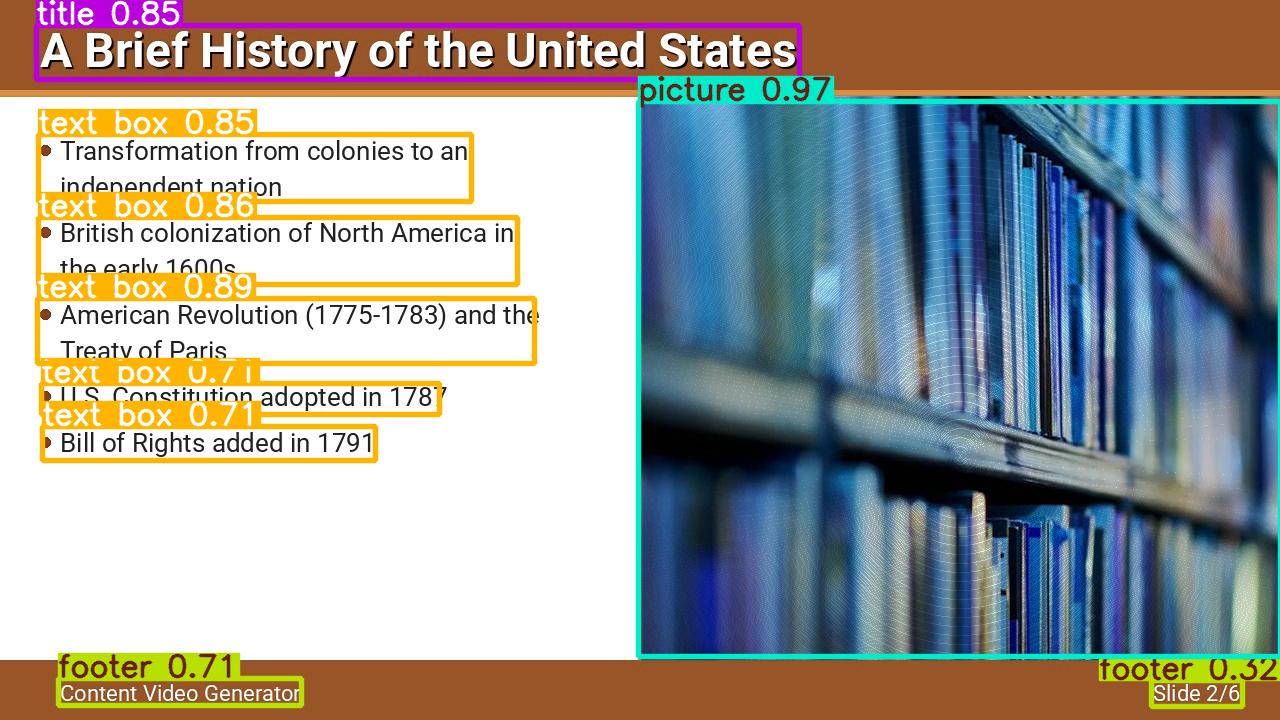 title 0.85
A Brief History of the United States
picture 0.97
text box 0.85
• Transformation from colonies to an
independent nation
text box 0.86
• British colonization of North America in
the early 1600s
text box 0.89
• American Revolution (1775-1783) and the
Treaty of Paris
text box 0.71
• U.S. Constitution adopted in 1787
text box 0.71
• Bill of Rights added in 1791
footer 0.71
Content Video Generator
footer 0.32
Slide 2/6